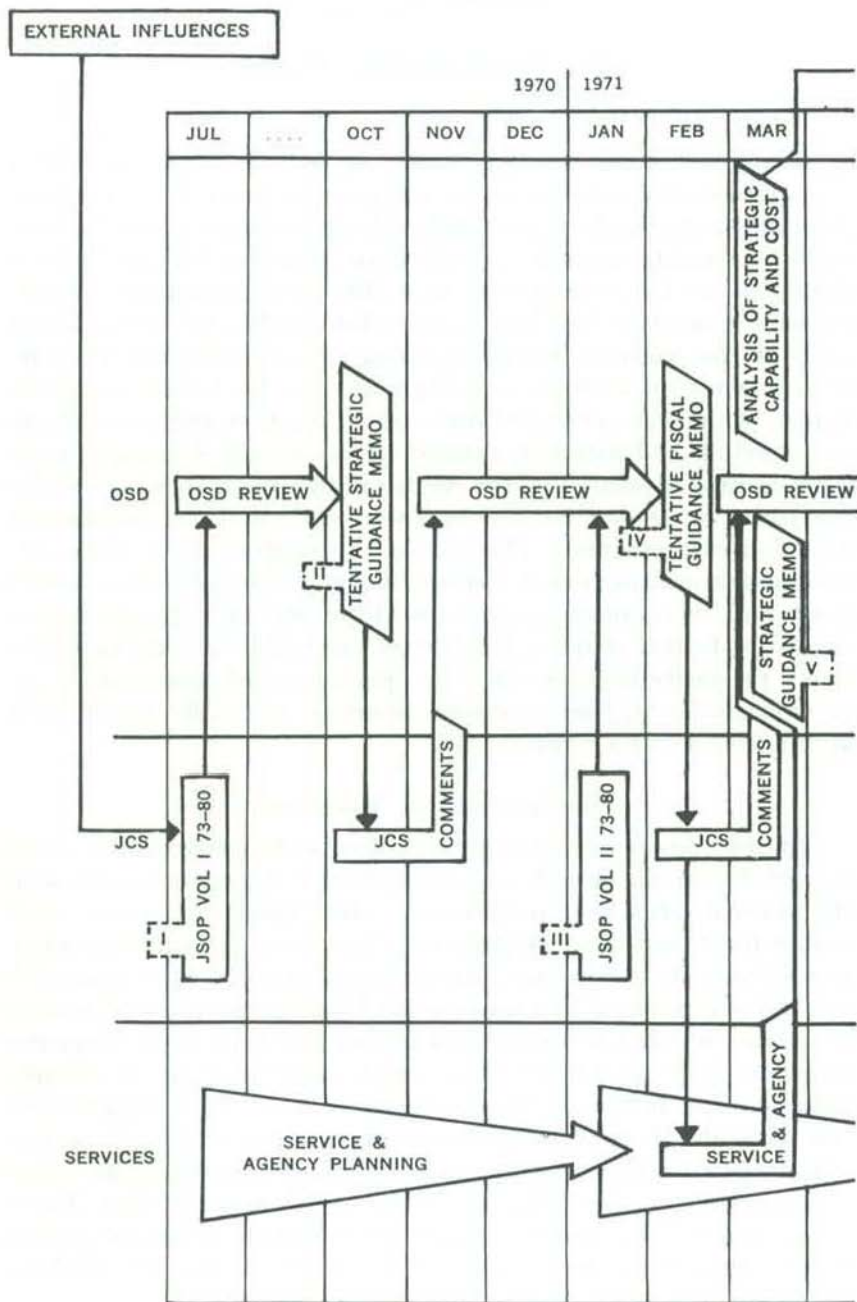 EXTERNAL INFLUENCES
1970 1971
JUL .... OCT NOV DEC JAN FEB MAR
ANALYSIS OF STRATEGIC
CAPABILITY AND COST
TENTATIVE STRATEGIC
GUIDANCE MEMO
TENTATIVE FISCAL
GUIDANCE MEMO
OSD OSD REVIEW OSD REVIEW OSD REVIEW
II
IV
STRATEGIC
GUIDANCE MEMO
V
JCS
JSOP VOL I 73–80
I
JCS
COMMENTS
JSOP VOL II 73–80
III
JCS
COMMENTS
SERVICES
SERVICE &
AGENCY PLANNING
SERVICE
& AGENCY